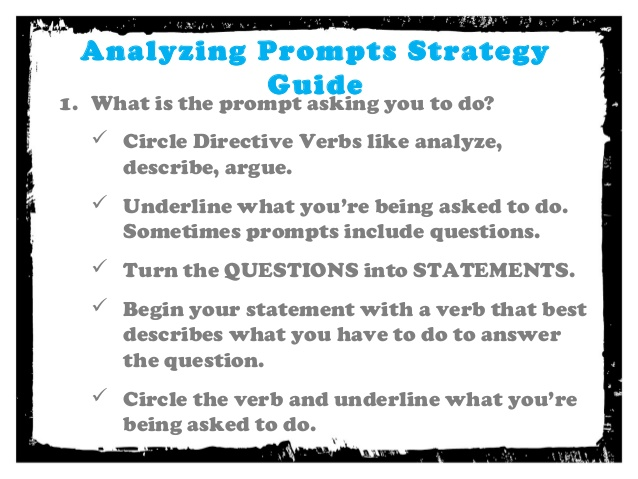 Analyzing Prompts Strategy
Guide
1. What is the prompt asking you to do?
✓ Circle Directive Verbs like analyze,
describe, argue.
✓ Underline what you’re being asked to do.
Sometimes prompts include questions.
✓ Turn the QUESTIONS into STATEMENTS.
✓ Begin your statement with a verb that best
describes what you have to do to answer
the question.
✓ Circle the verb and underline what you’re
being asked to do.